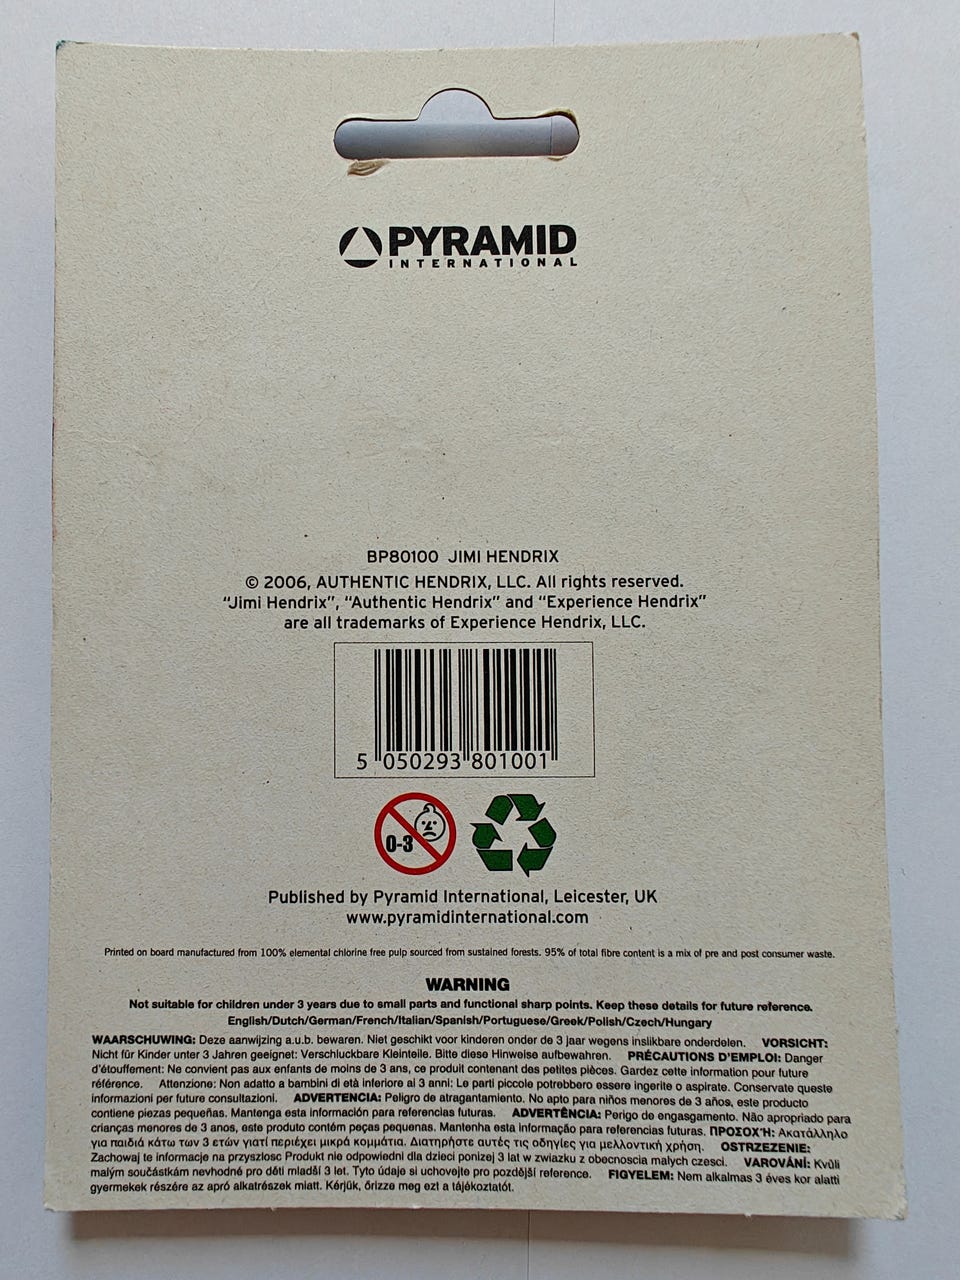 PYRAMID
INTERNATIONAL
BP80100 JIMI HENDRIX
© 2006, AUTHENTIC HENDRIX, LLC. All rights reserved.
“Jimi Hendrix”, “Authentic Hendrix” and “Experience Hendrix”
are all trademarks of Experience Hendrix, LLC.
5 050293 801001
0-3
Published by Pyramid International, Leicester, UK
www.pyramidinternational.com
Printed on board manufactured from 100% elemental chlorine free pulp sourced from sustained forests. 95% of total fibre content is a mix of pre and post consumer waste.
WARNING
Not suitable for children under 3 years due to small parts and functional sharp points. Keep these details for future reference.
English/Dutch/German/French/Italian/Spanish/Portuguese/Greek/Polish/Czech/Hungary
WAARSCHUWING: Deze aanwijzing a.u.b. bewaren. Niet geschikt voor kinderen onder de 3 jaar wegens inslikbare onderdelen. VORSICHT:
Nicht für Kinder unter 3 Jahren geeignet: Verschluckbare Kleinteile. Bitte diese Hinweise aufbewahren. PRÉCAUTIONS D'EMPLOI: Danger
d'étouffement: Ne convient pas aux enfants de moins de 3 ans, ce produit contenant des petites pièces. Gardez cette information pour future
référence. Attenzione: Non adatto a bambini di età inferiore ai 3 anni: Le parti piccole potrebbero essere ingerite o aspirate. Conservate queste
informazioni per future consultazioni. ADVERTENCIA: Peligro de atragantamiento. No apto para niños menores de 3 años, este producto
contiene piezas pequeñas. Mantenga esta información para referencias futuras. ADVERTÊNCIA: Perigo de engasgamento. Não apropriado para
crianças menores de 3 anos, este produto contém peças pequenas. Mantenha esta informação para referencias futuras. ΠΡΟΣΟΧΉ: Ακατάλληλο
για παιδιά κάτω των 3 ετών γιατί περιέχει μικρά κομμάτια. Διατηρήστε αυτές τις οδηγίες για μελλοντική χρήση. OSTRZEZENIE:
Zachowaj te informacje na przyszlosc Produkt nie odpowiedni dla dzieci ponizej 3 lat w zwiazku z obecnoscia malych czesci. VAROVÁNÍ: Kvůli
malým součástkám nevhodné pro děti mladší 3 let. Tyto údaje si uchovejte pro pozdější reference. FIGYELEM: Nem alkalmas 3 éves kor alatti
gyermekek részére az apró alkatrészek miatt. Kérjük, őrizze meg ezt a tájékoztatót.